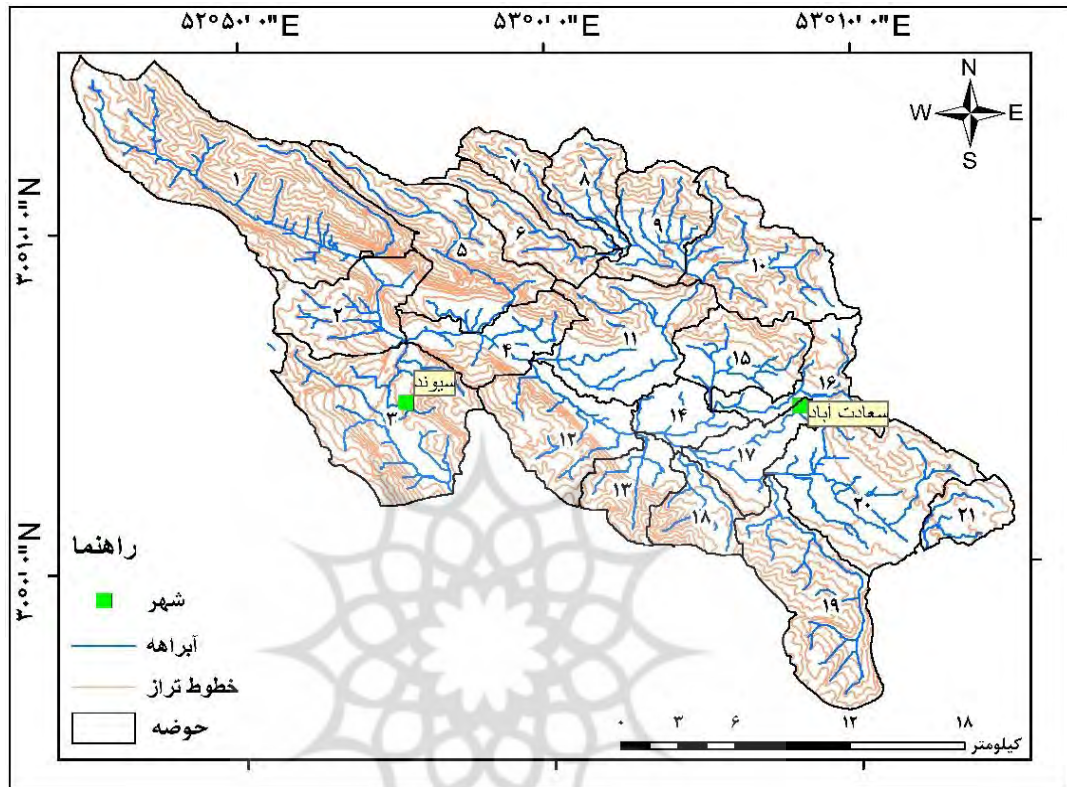 ۵۲°۵۰'۰"E
۵۳°۰'۰"E
۵۳°۱۰'۰"E
N
W
E
S
۳۰°۱۰'۰"N
۳۰°۰'۰"N
۱
۲
۳
۴
۵
۶
۷
۸
۹
۱۰
۱۱
۱۲
۱۳
۱۴
۱۵
۱۶
۱۷
۱۸
۱۹
۲۰
۲۱
سیوند
سعادت آباد
راهنما
شهر
آبراهه
خطوط تراز
حوضه
۰ ۳ ۶ ۱۲ ۱۸
کیلومتر